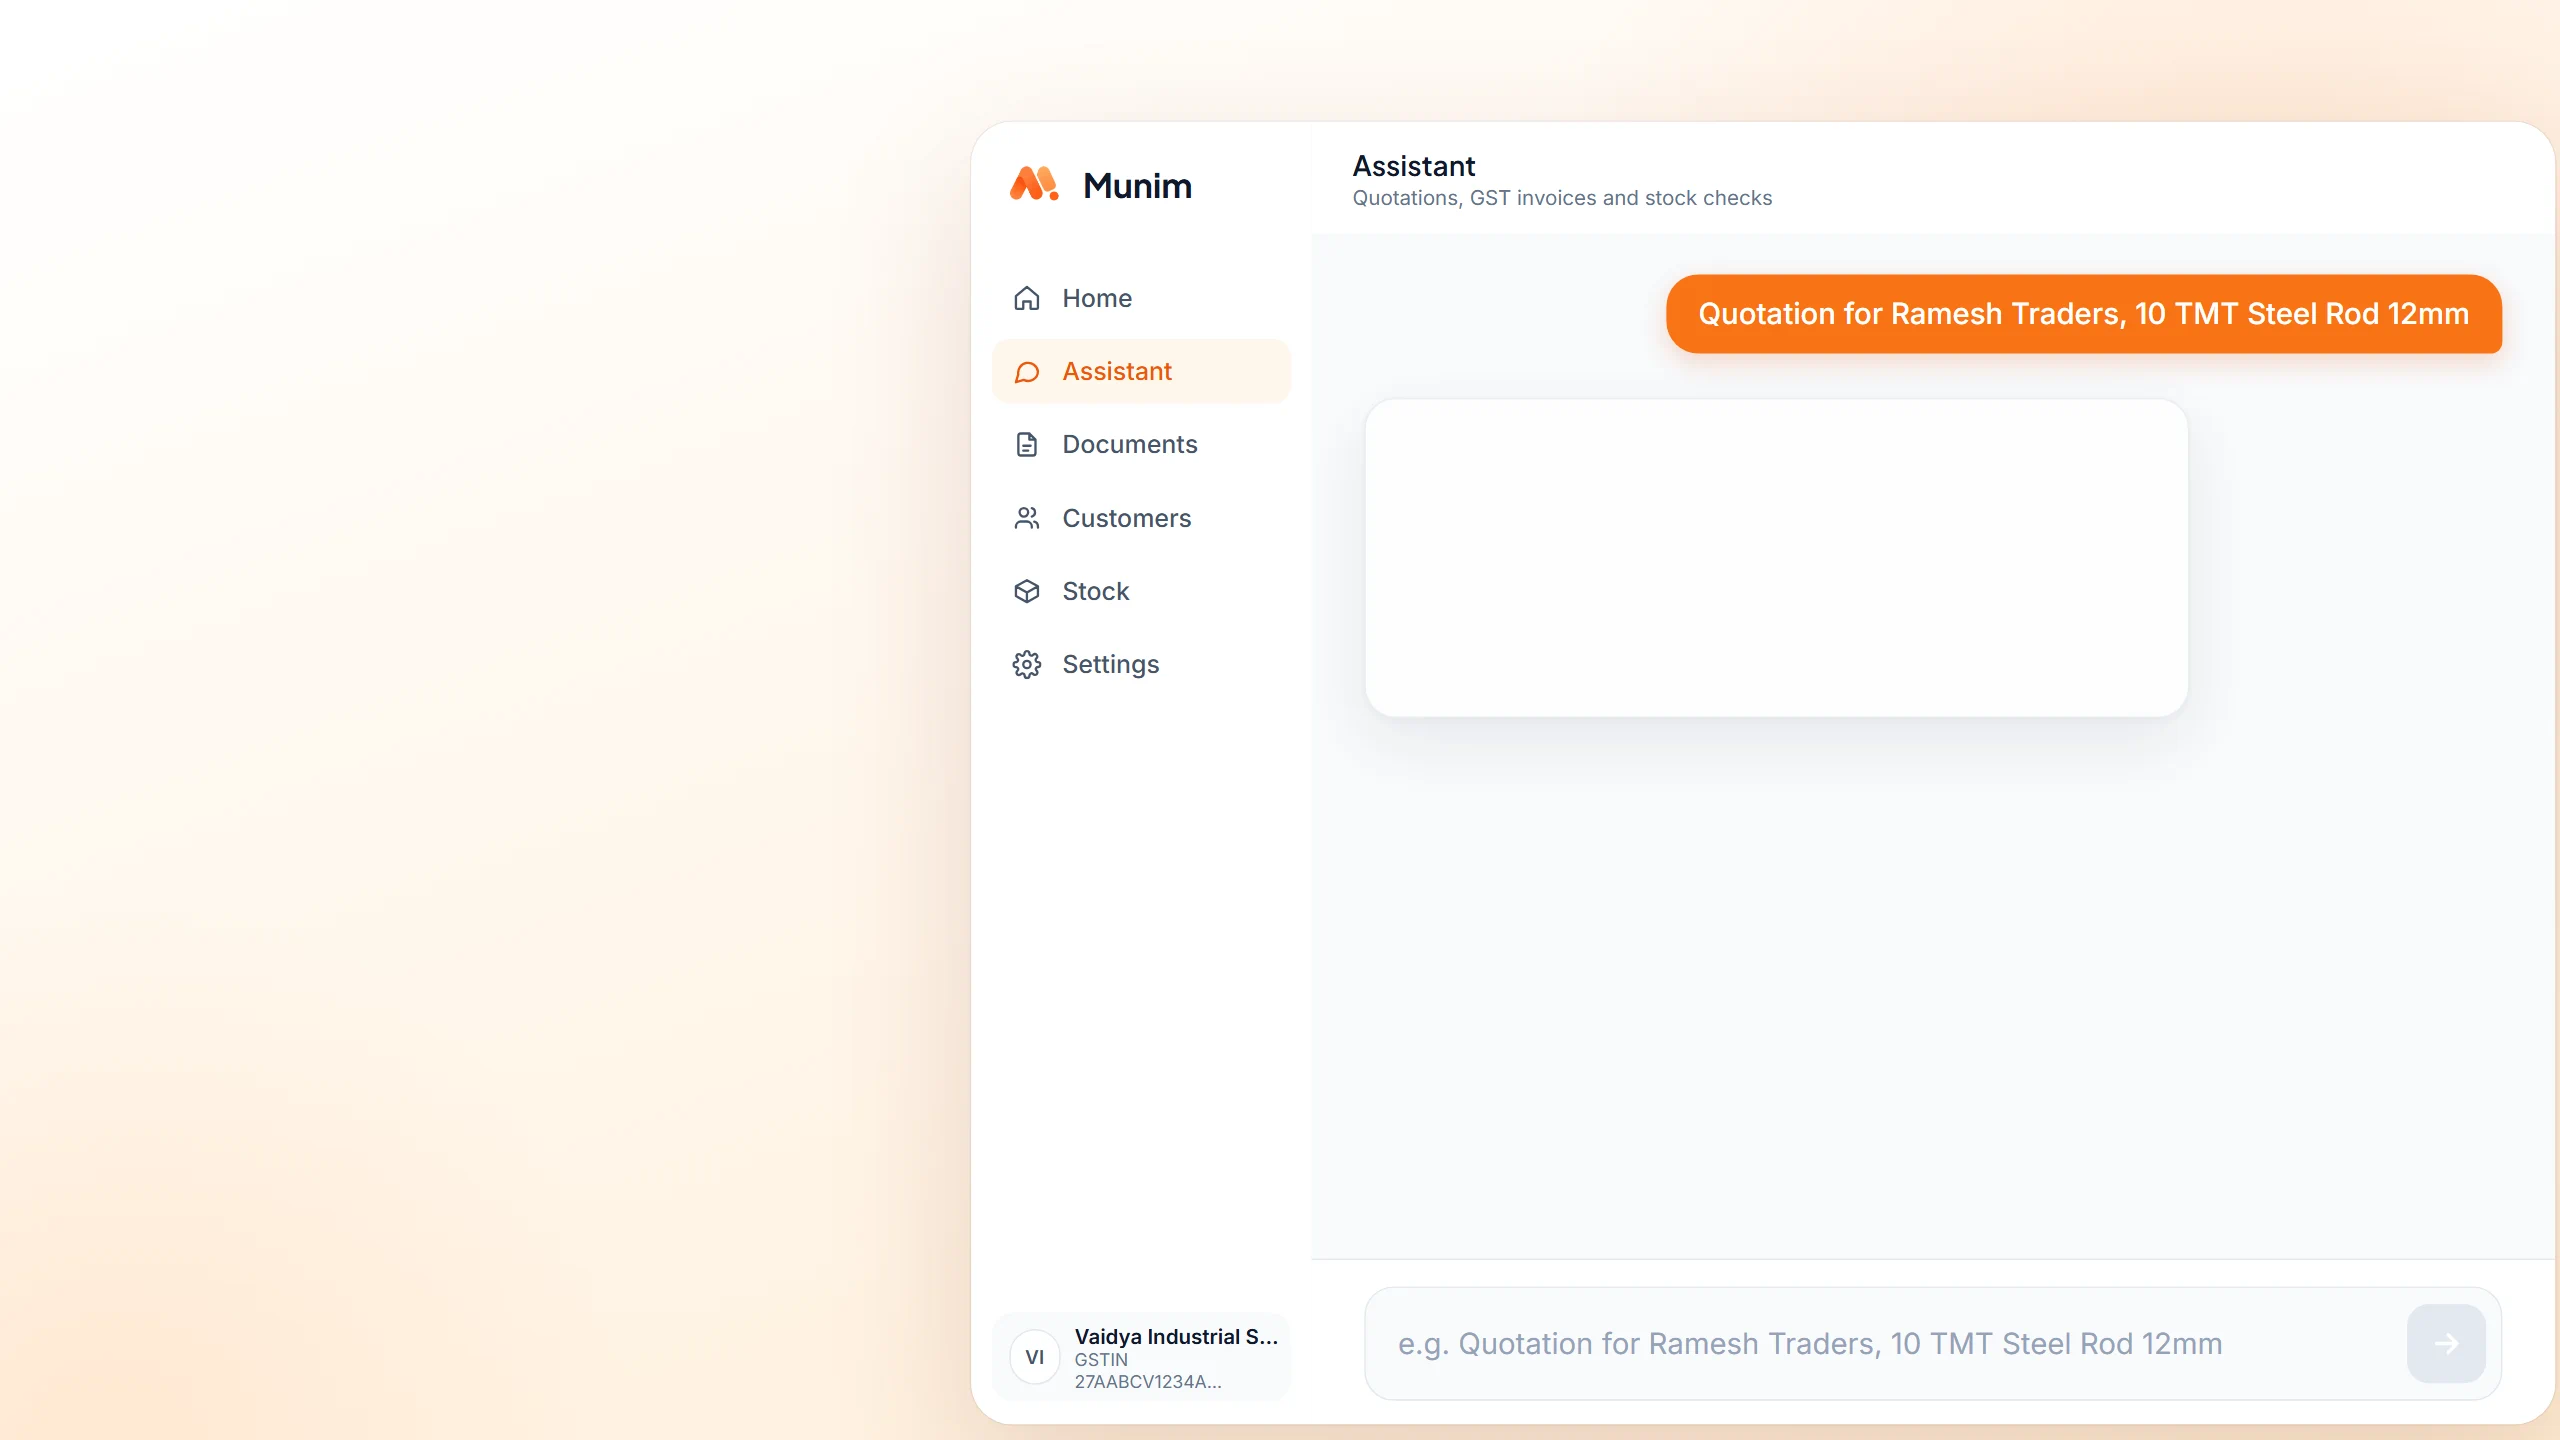 Munim
Home
Assistant
Documents
Customers
Stock
Settings
Vaidya Industrial S...
VI
GSTIN
27AABCV1234A...
Assistant
Quotations, GST invoices and stock checks
Quotation for Ramesh Traders, 10 TMT Steel Rod 12mm
e.g. Quotation for Ramesh Traders, 10 TMT Steel Rod 12mm